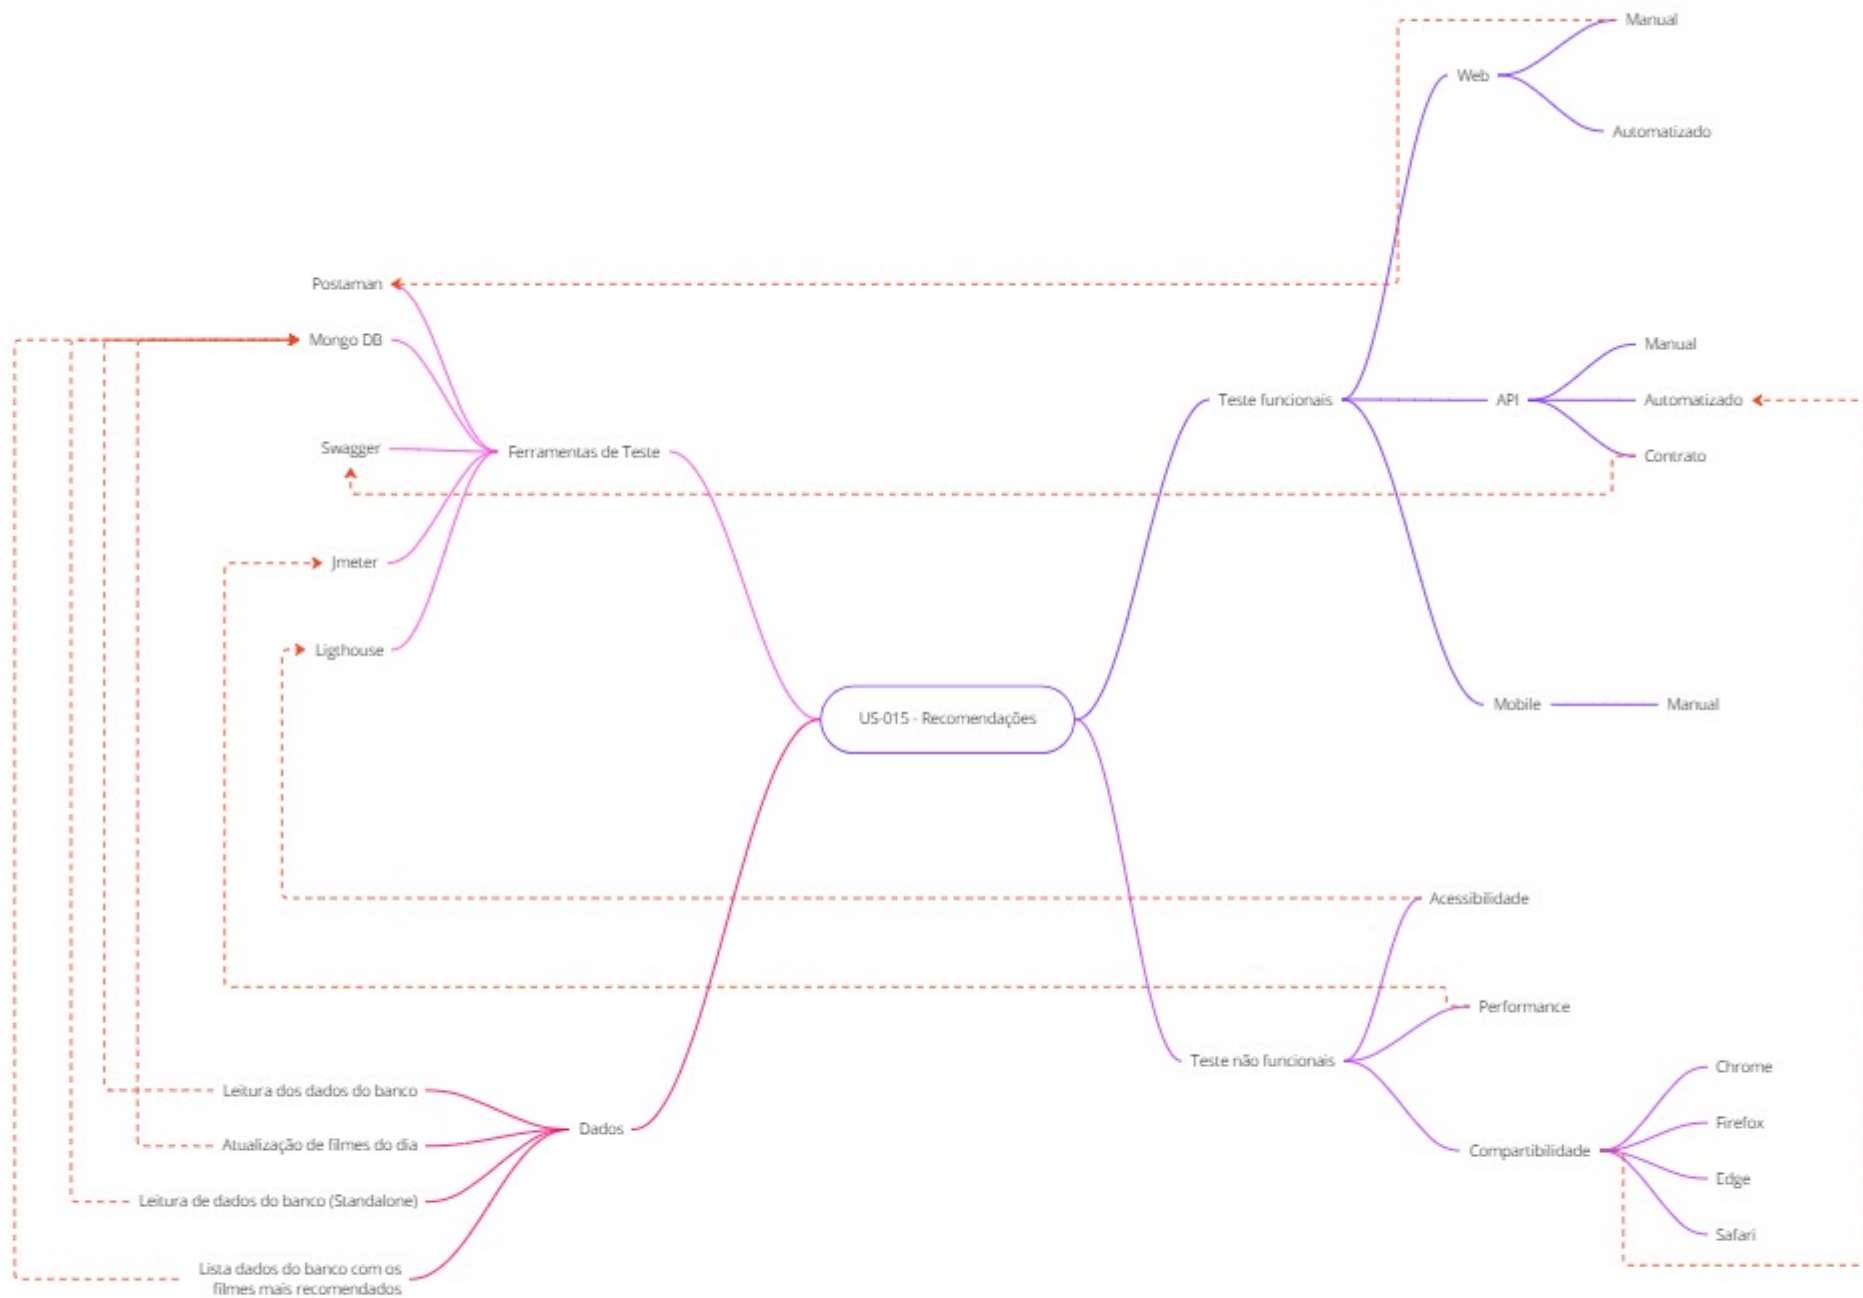 Manual
Web
Automatizado
Postaman
Mongo DB
Swagger
Ferramentas de Teste
Jmeter
Ligthouse
Teste funcionais
Manual
API
Automatizado
Contrato
US-015 - Recomendações
Mobile
Manual
Acessibilidade
Performance
Teste não funcionais
Chrome
Firefox
Compartibilidade
Edge
Safari
Leitura dos dados do banco
Dados
Atualização de filmes do dia
Leitura de dados do banco (Standalone)
Lista dados do banco com os
filmes mais recomendados